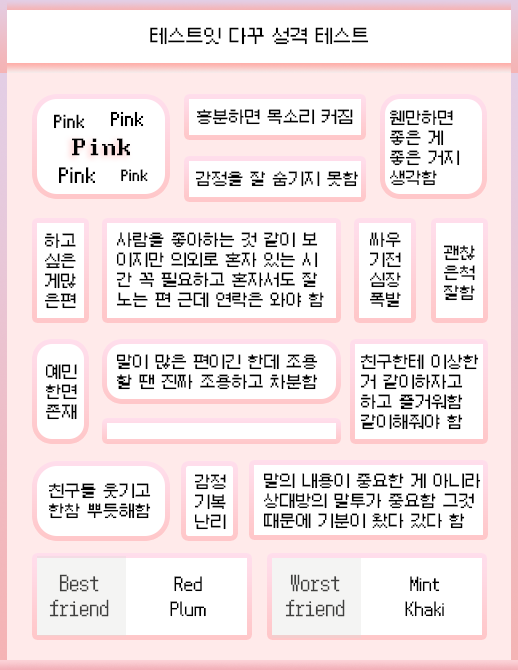 테스트잇 다꾸 성격 테스트
Pink Pink
Pink
Pink Pink
흥분하면 목소리 커짐
감정을 잘 숨기지 못함
웬만하면
좋은 게
좋은 거지
생각함
하고
싶은
게많
은편
사람을 좋아하는 것 같이 보
이지만 의외로 혼자 있는 시
간 꼭 필요하고 혼자서도 잘
노는 편 근데 연락은 와야 함
싸우
기전
심장
폭발
괜찮
은척
잘함
예민
한면
존재
말이 많은 편이긴 한데 조용
할 땐 진짜 조용하고 차분함
친구한테 이상한
거 같이하자고
하고 즐거워함
같이해줘야 함
친구들 웃기고
한참 뿌듯해함
감정
기복
난리
말의 내용이 중요한 게 아니라
상대방의 말투가 중요함 그것
때문에 기분이 왔다 갔다 함
Best
friend
Red
Plum
Worst
friend
Mint
Khaki